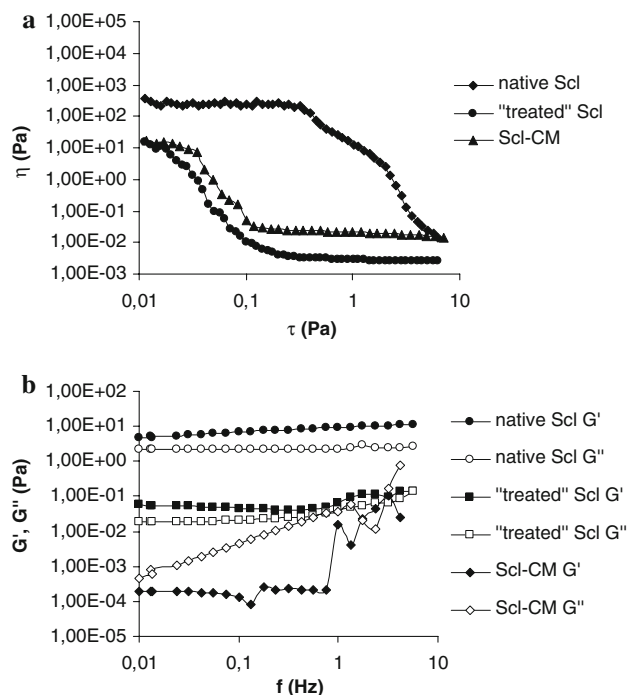 a
1,00E+05
1,00E+04
1,00E+03
1,00E+02
1,00E+01
1,00E+00
1,00E-01
1,00E-02
1,00E-03
η (Pa)
0,01
0,1
1
10
τ (Pa)
native Scl
"treated" Scl
Scl-CM
b
1,00E+02
1,00E+01
1,00E+00
1,00E-01
1,00E-02
1,00E-03
1,00E-04
1,00E-05
G', G" (Pa)
0,01
0,1
1
10
f (Hz)
native Scl G'
native Scl G"
"treated" Scl G'
"treated" Scl G"
Scl-CM G'
Scl-CM G"